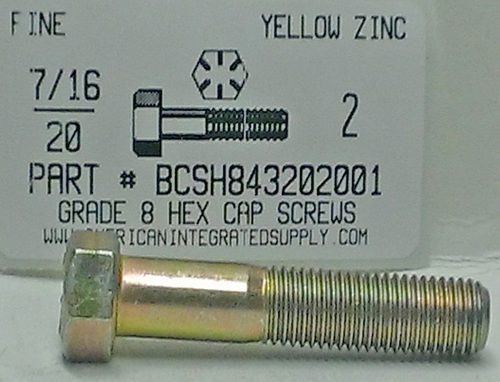 FINE YELLOW ZINC
7/16
20
2
PART # BCSH843202001
GRADE 8 HEX CAP SCREWS
WWW.AMERICANINTEGRATEDSUPPLY.COM